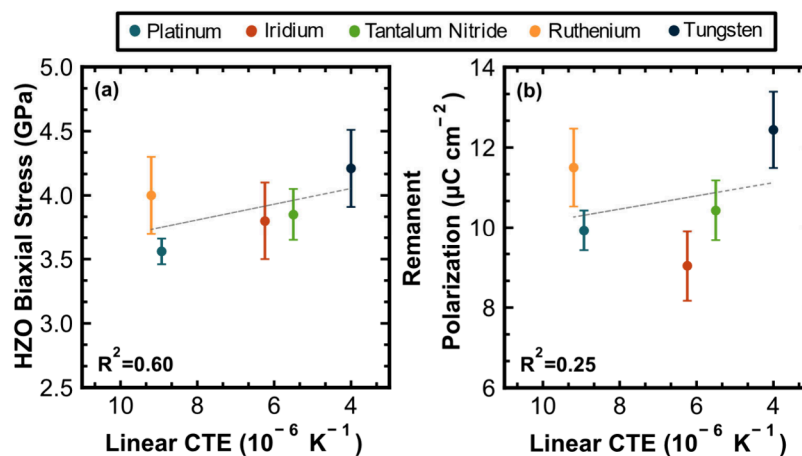 Platinum Iridium Tantalum Nitride Ruthenium Tungsten
(a)
HZO Biaxial Stress (GPa)
5.0
4.5
4.0
3.5
3.0
2.5
R²=0.60
10 8 6 4
Linear CTE (10⁻⁶ K⁻¹)
(b)
Remanent
Polarization (µC cm⁻²)
14
12
10
8
6
R²=0.25
10 8 6 4
Linear CTE (10⁻⁶ K⁻¹)